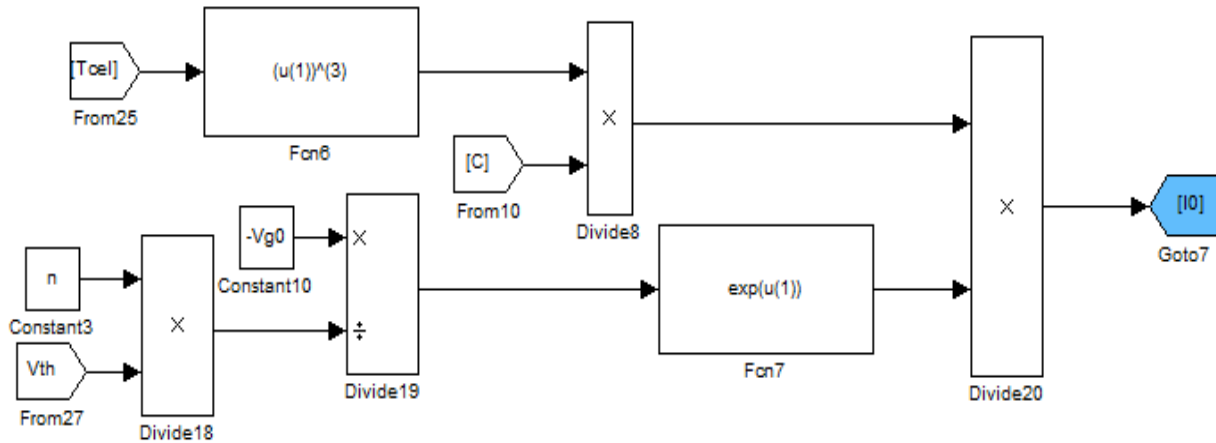 [Tcel]
From25
(u(1))^(3)
Fcn6
[C]
From10
×
Divide8
n
Constant3
Vth
From27
×
Divide18
-Vg0
Constant10
×
÷
Divide19
exp(u(1))
Fcn7
×
Divide20
[I0]
Goto7